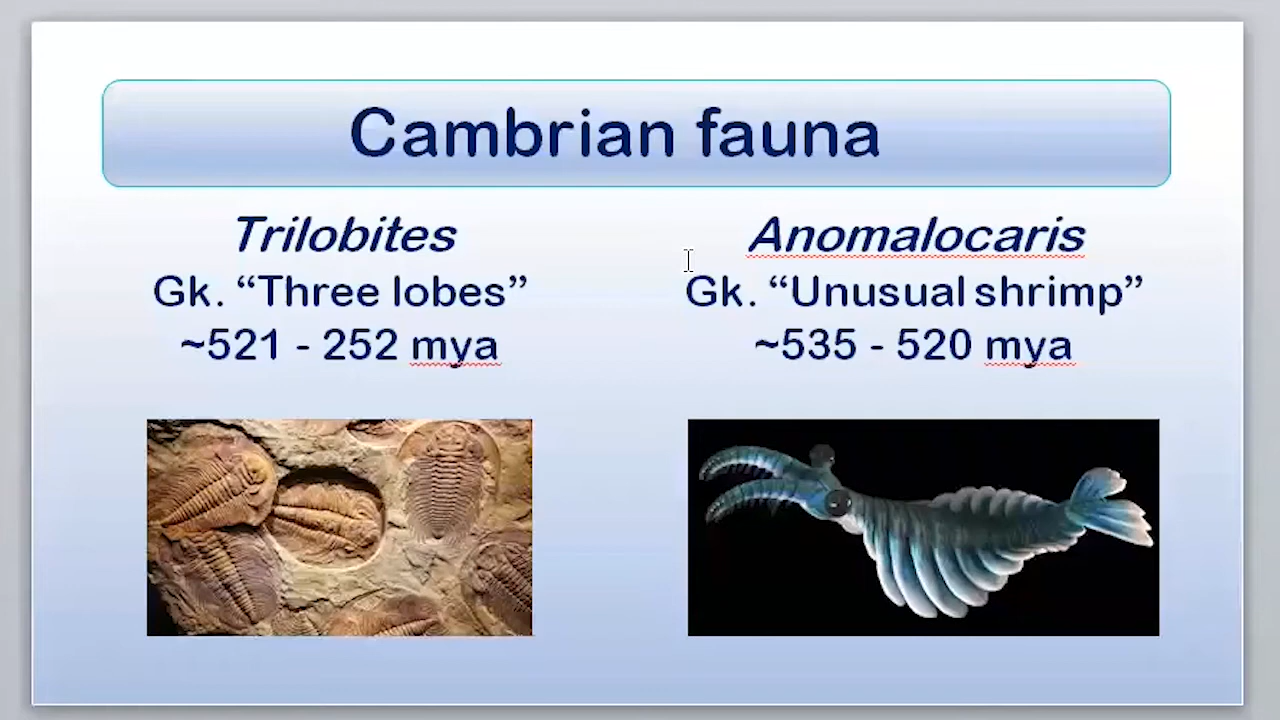 Cambrian fauna
Trilobites
Gk. “Three lobes”
~521 - 252 mya
Anomalocaris
Gk. “Unusual shrimp”
~535 - 520 mya